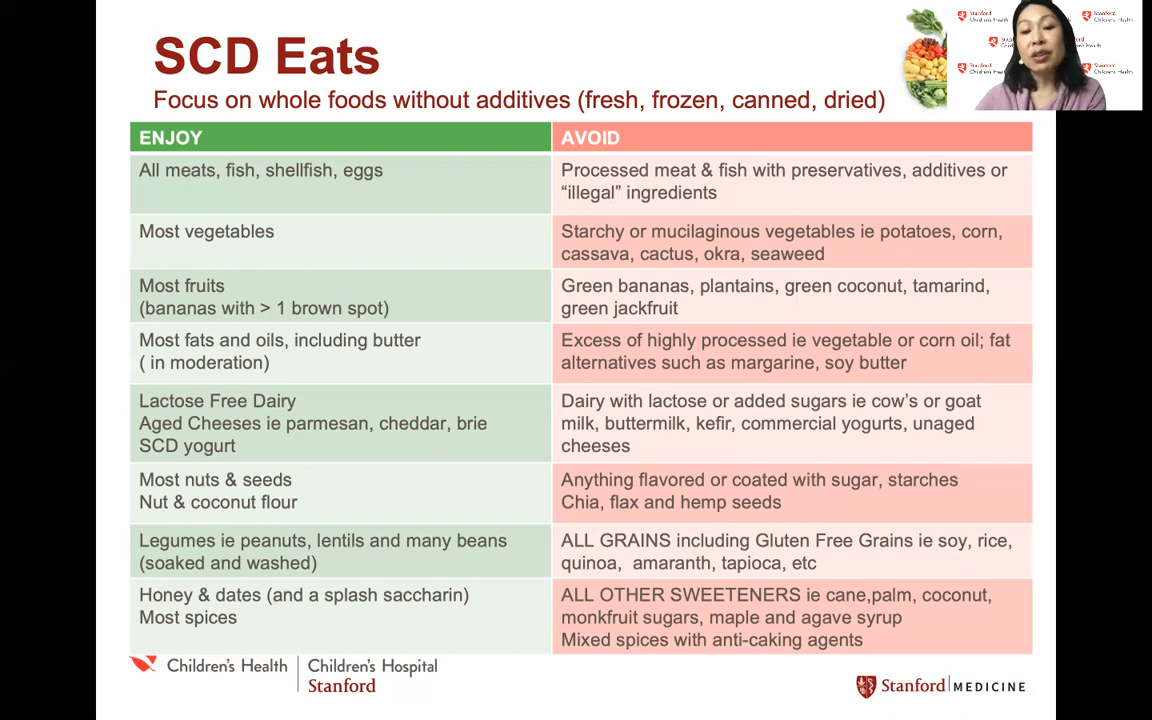 SCD Eats
Focus on whole foods without additives (fresh, frozen, canned, dried)
ENJOY
AVOID
All meats, fish, shellfish, eggs
Processed meat & fish with preservatives, additives or
“illegal” ingredients
Most vegetables
Starchy or mucilaginous vegetables ie potatoes, corn,
cassava, cactus, okra, seaweed
Most fruits
(bananas with > 1 brown spot)
Green bananas, plantains, green coconut, tamarind,
green jackfruit
Most fats and oils, including butter
( in moderation)
Excess of highly processed ie vegetable or corn oil; fat
alternatives such as margarine, soy butter
Lactose Free Dairy
Aged Cheeses ie parmesan, cheddar, brie
SCD yogurt
Dairy with lactose or added sugars ie cow’s or goat
milk, buttermilk, kefir, commercial yogurts, unaged
cheeses
Most nuts & seeds
Nut & coconut flour
Anything flavored or coated with sugar, starches
Chia, flax and hemp seeds
Legumes ie peanuts, lentils and many beans
(soaked and washed)
ALL GRAINS including Gluten Free Grains ie soy, rice,
quinoa, amaranth, tapioca, etc
Honey & dates (and a splash saccharin)
Most spices
ALL OTHER SWEETENERS ie cane,palm, coconut,
monkfruit sugars, maple and agave syrup
Mixed spices with anti-caking agents
Children’s Health
Children’s Hospital
Stanford
Stanford MEDICINE